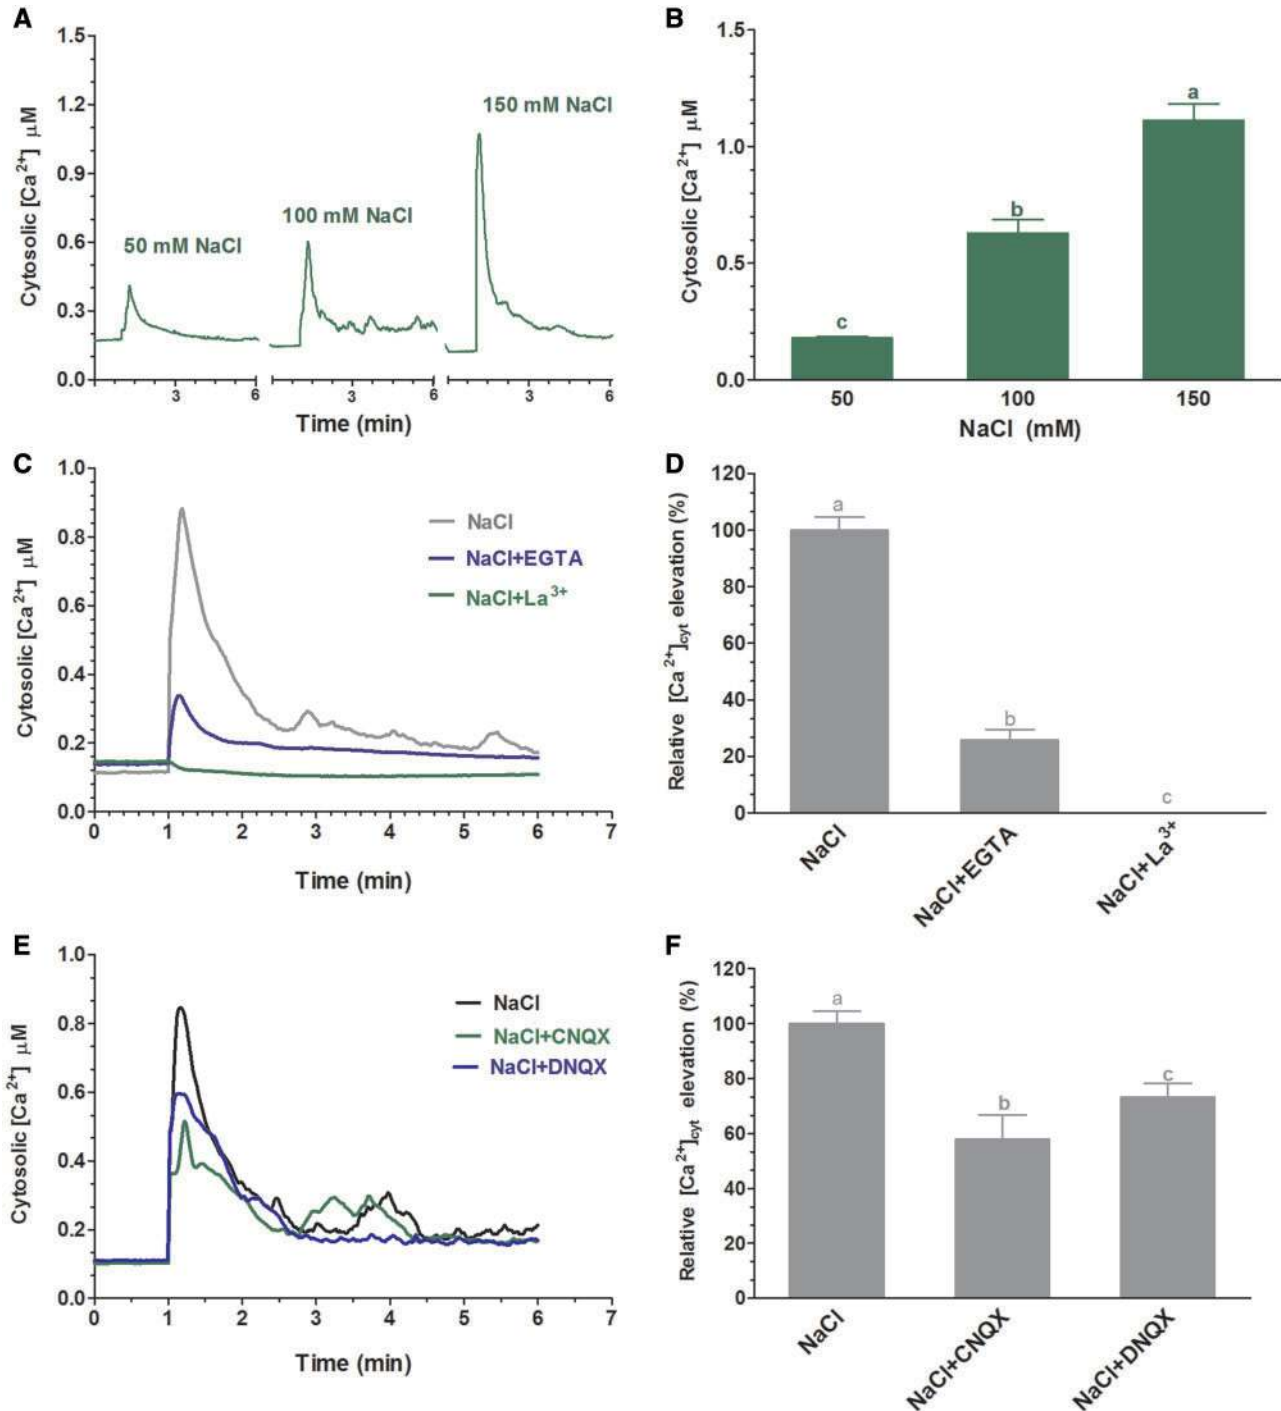 A
1.5
1.2
0.9
0.6
0.3
0.0
Cytosolic [Ca²⁺] μM
50 mM NaCl
100 mM NaCl
150 mM NaCl
3 6 3 6 3 6
Time (min)
B
1.5
1.0
0.5
0.0
Cytosolic [Ca²⁺] μM
c
b
a
50 100 150
NaCl (mM)
C
1.0
0.8
0.6
0.4
0.2
0.0
Cytosolic [Ca²⁺] μM
NaCl
NaCl+EGTA
NaCl+La³⁺
0 1 2 3 4 5 6 7
Time (min)
D
120
100
80
60
40
20
0
Relative [Ca²⁺]cyt elevation (%)
a
b
c
NaCl
NaCl+EGTA
NaCl+La³⁺
E
1.0
0.8
0.6
0.4
0.2
0.0
Cytosolic [Ca²⁺] μM
NaCl
NaCl+CNQX
NaCl+DNQX
0 1 2 3 4 5 6 7
Time (min)
F
120
100
80
60
40
20
0
Relative [Ca²⁺]cyt elevation (%)
a
b
c
NaCl
NaCl+CNQX
NaCl+DNQX